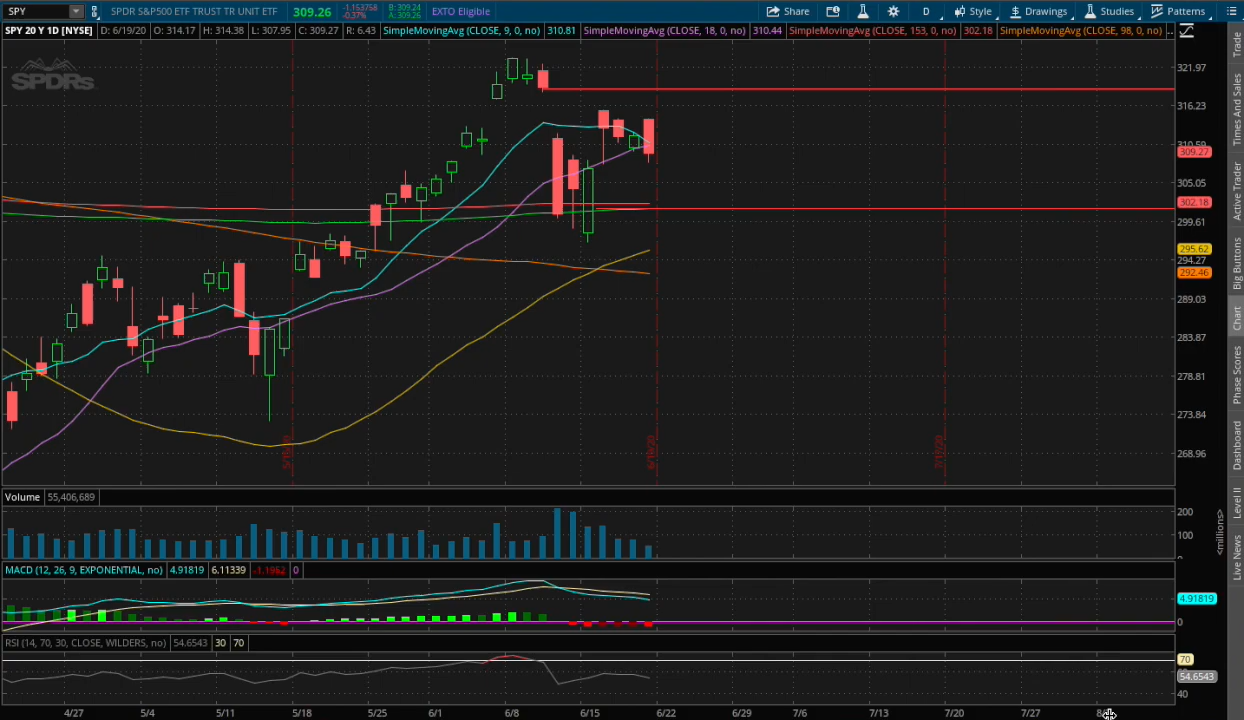 SPY SPDR S&P500 ETF TRUST TR UNIT ETF 309.26 -1.153758 -0.37% B: 309.24 A: 309.26 EXTO Eligible Share D Style Drawings Studies Patterns
SPY 20 Y 1D [NYSE] D: 6/19/20 O: 314.17 H: 314.38 L: 307.95 C: 309.27 R: 6.43 SimpleMovingAvg (CLOSE, 9, 0, no) 310.81 SimpleMovingAvg (CLOSE, 18, 0, no) 310.44 SimpleMovingAvg (CLOSE, 153, 0, no) 302.18 SimpleMovingAvg (CLOSE, 98, 0, no) ..
SPDRs
321.97
316.23
310.59
309.27
305.05
302.18
299.61
295.62
294.27
292.46
289.03
283.87
278.81
273.84
268.96
6/19/20
7/17/20
Volume 55,406,689
200
100
<millions>
MACD (12, 26, 9, EXPONENTIAL, no) 4.91819 6.11339 -1.1952 0
4.91819
0
RSI (14, 70, 30, CLOSE, WILDERS, no) 54.6543 30 70
70
54.6543
40
4/27 5/4 5/11 5/18 5/25 6/1 6/8 6/15 6/22 6/29 7/6 7/13 7/20 7/27
Trade
Times And Sales
Active Trader
Big Buttons
Chart
Phase Scores
Dashboard
Level II
Live News